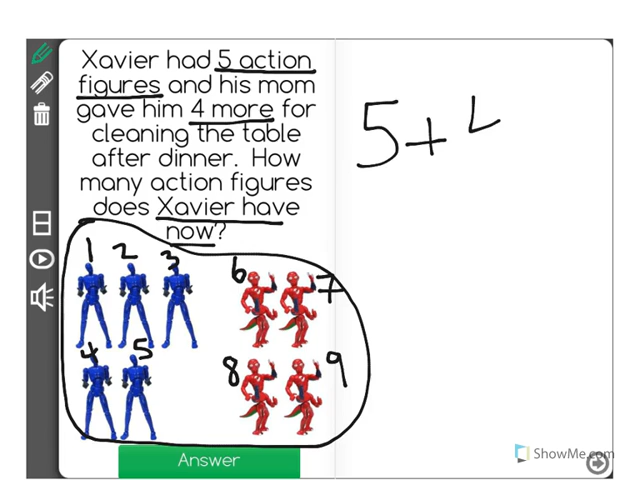 Xavier had 5 action
figures and his mom
gave him 4 more for
cleaning the table
after dinner. How
many action figures
does Xavier have
now?
1 2 3
4 5
6 7
8 9
Answer
5+
ShowMe.com